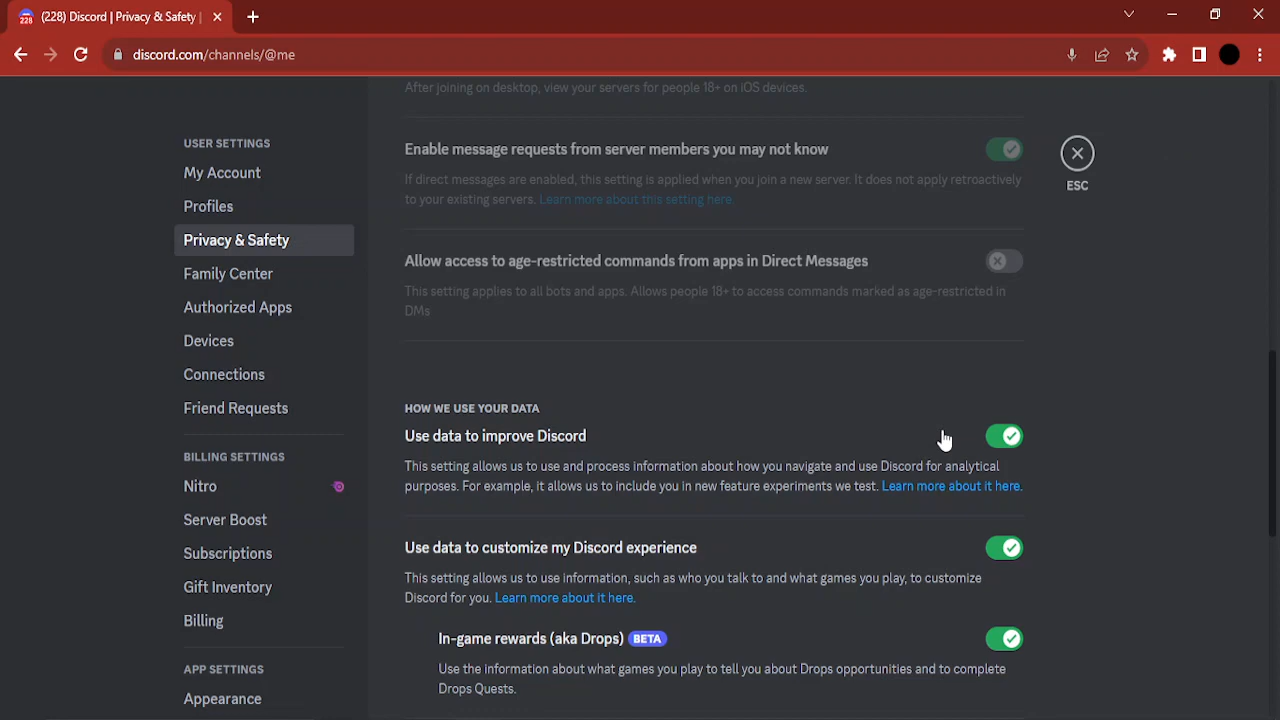 (228) Discord | Privacy & Safety |
discord.com/channels/@me
USER SETTINGS
My Account
Profiles
Privacy & Safety
Family Center
Authorized Apps
Devices
Connections
Friend Requests
BILLING SETTINGS
Nitro
Server Boost
Subscriptions
Gift Inventory
Billing
APP SETTINGS
Appearance
After joining on desktop, view your servers for people 18+ on iOS devices.
Enable message requests from server members you may not know
If direct messages are enabled, this setting is applied when you join a new server. It does not apply retroactively
to your existing servers. Learn more about this setting here.
Allow access to age-restricted commands from apps in Direct Messages
This setting applies to all bots and apps. Allows people 18+ to access commands marked as age-restricted in
DMs
HOW WE USE YOUR DATA
Use data to improve Discord
This setting allows us to use and process information about how you navigate and use Discord for analytical
purposes. For example, it allows us to include you in new feature experiments we test. Learn more about it here.
Use data to customize my Discord experience
This setting allows us to use information, such as who you talk to and what games you play, to customize
Discord for you. Learn more about it here.
In-game rewards (aka Drops) BETA
Use the information about what games you play to tell you about Drops opportunities and to complete
Drops Quests.
ESC